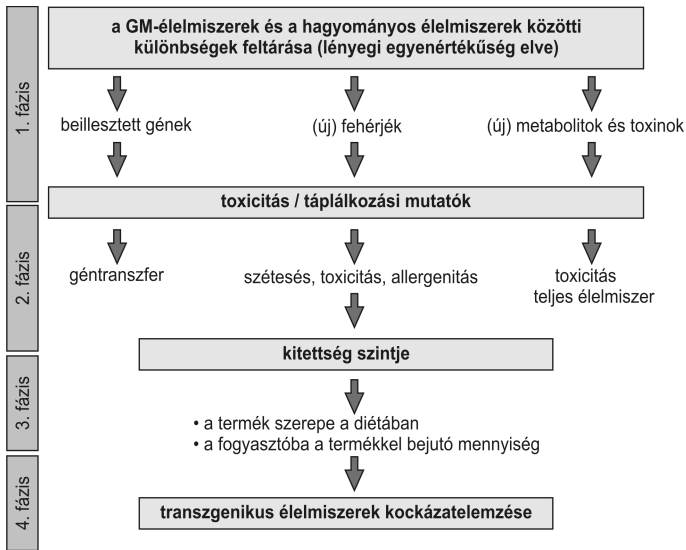 a GM-élelmiszerek és a hagyományos élelmiszerek közötti
különbségek feltárása (lényegi egyenértékűség elve)
1. fázis
beillesztett gének
(új) fehérjék
(új) metabolitok és toxinok
toxicitás / táplálkozási mutatók
2. fázis
géntranszfer
szétesés, toxicitás, allergenitás
toxicitás
teljes élelmiszer
kitettség szintje
3. fázis
• a termék szerepe a diétában
• a fogyasztóba a termékkel bejutó mennyiség
4. fázis
transzgenikus élelmiszerek kockázatelemzése